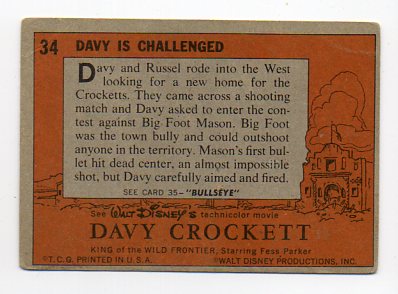 34 DAVY IS CHALLENGED
Davy and Russel rode into the West
looking for a new home for the
Crocketts. They came across a shooting
match and Davy asked to enter the con-
test against Big Foot Mason. Big Foot
was the town bully and could outshoot
anyone in the territory. Mason's first bul-
let hit dead center, an almost impossible
shot, but Davy carefully aimed and fired.
SEE CARD 35—"BULLSEYE"
See WALT DISNEY'S technicolor movie
DAVY CROCKETT
KING of the WILD FRONTIER, Starring Fess Parker
©T.C.G. PRINTED IN U.S.A. ©WALT DISNEY PRODUCTIONS, INC.